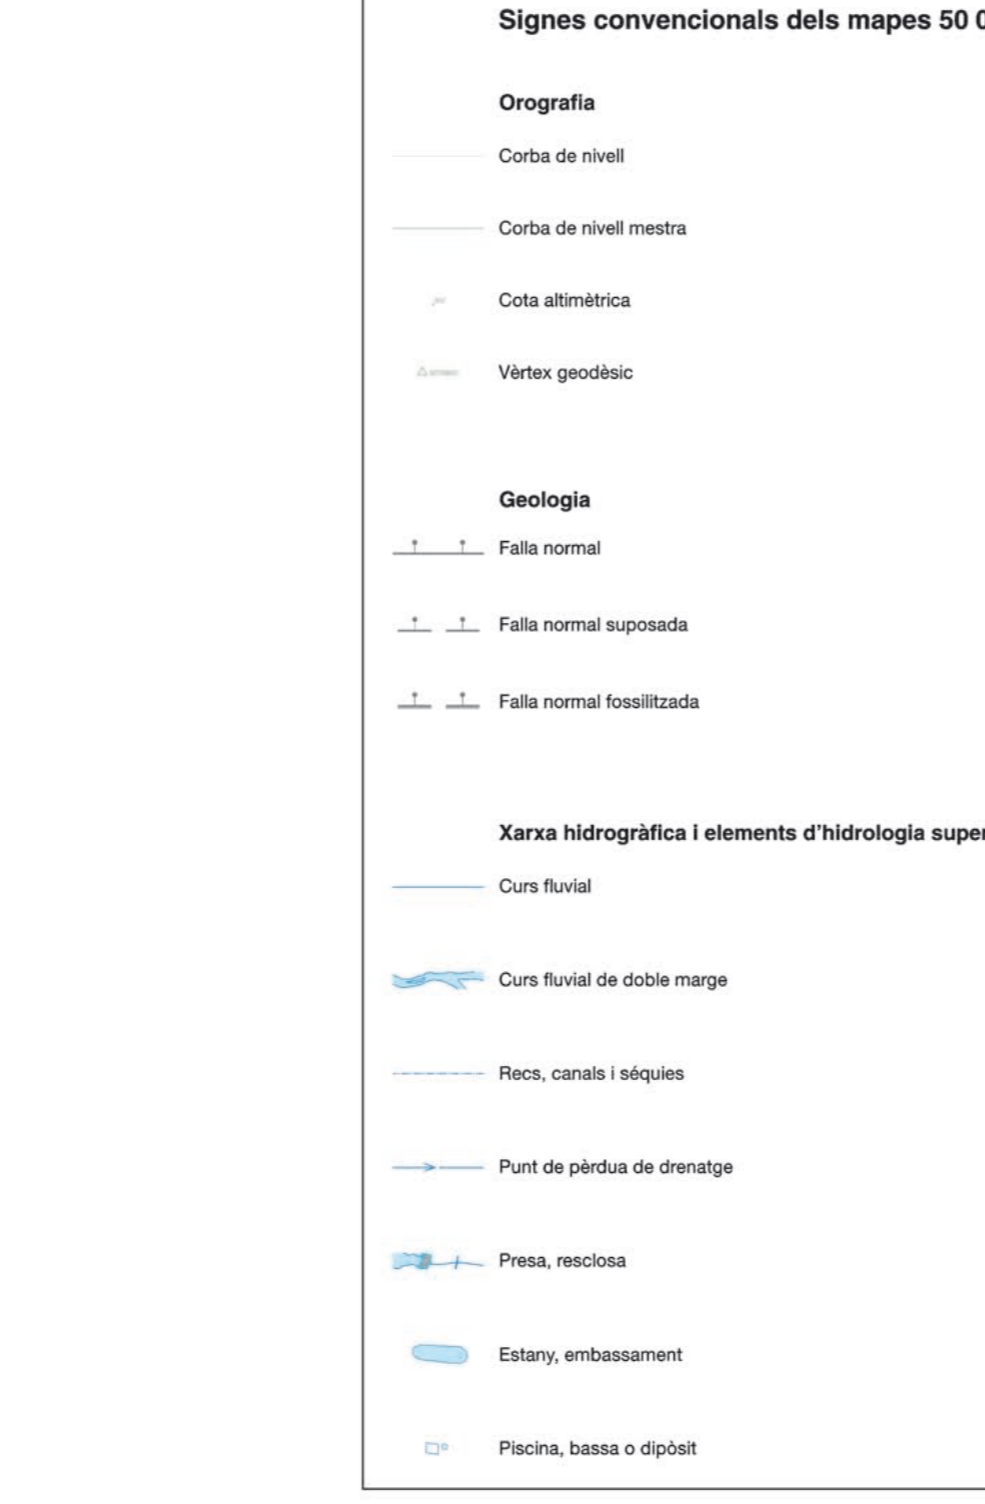 Signes convencionals dels mapes 50 0
Orografia
Corba de nivell
Corba de nivell mestra
Cota altimètrica
Vèrtex geodèsic
Geologia
Falla normal
Falla normal suposada
Falla normal fossilitzada
Xarxa hidrogràfica i elements d’hidrologia super
Curs fluvial
Curs fluvial de doble marge
Recs, canals i séquies
Punt de pèrdua de drenatge
Presa, resclosa
Estany, embassament
Piscina, bassa o dipòsit